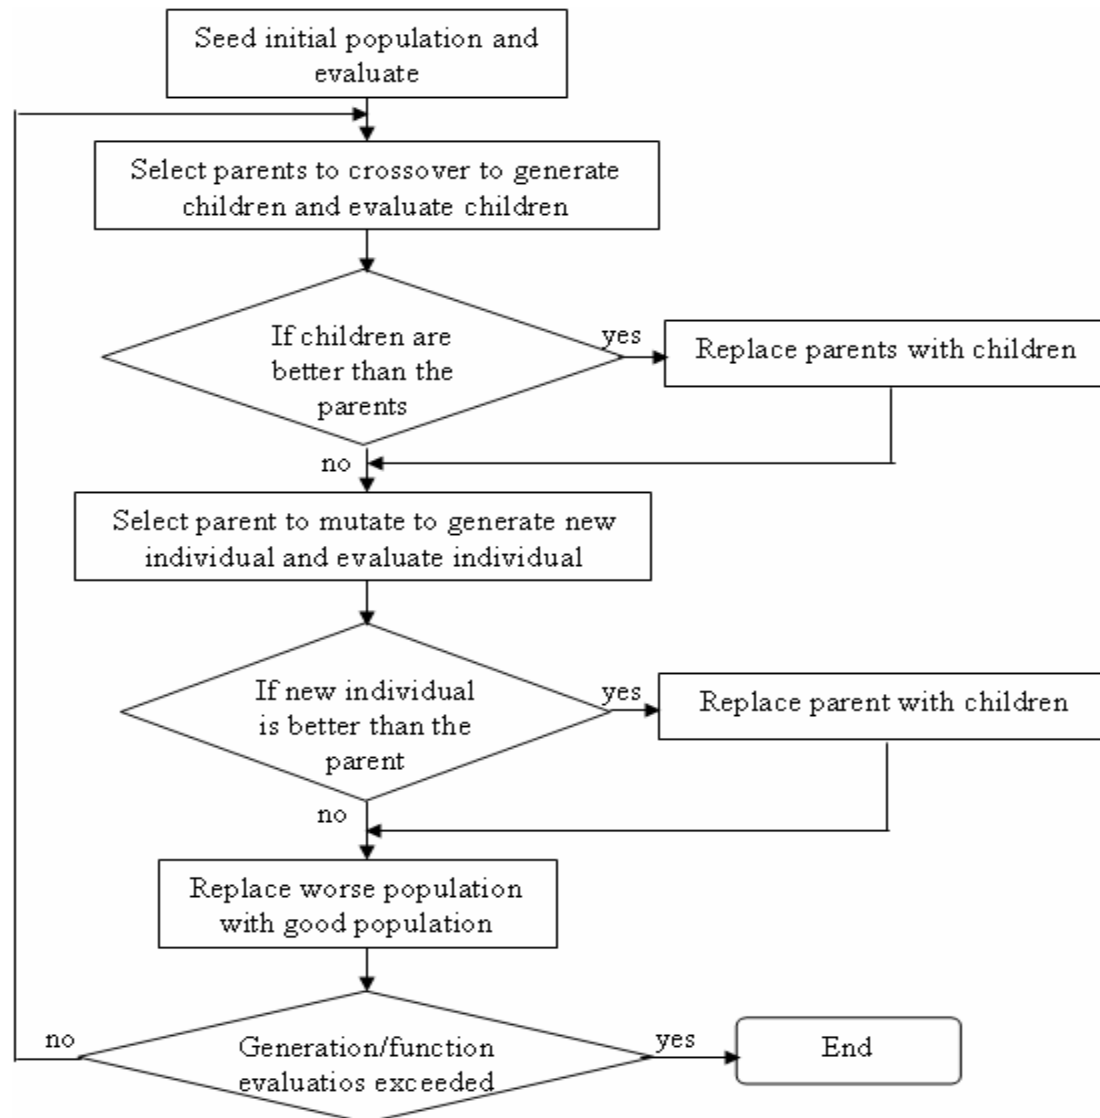 Seed initial population and
evaluate
Select parents to crossover to generate
children and evaluate children
If children are
better than the
parents
yes
Replace parents with children
no
Select parent to mutate to generate new
individual and evaluate individual
If new individual
is better than the
parent
yes
Replace parent with children
no
Replace worse population
with good population
no
Generation/function
evaluatios exceeded
yes
End